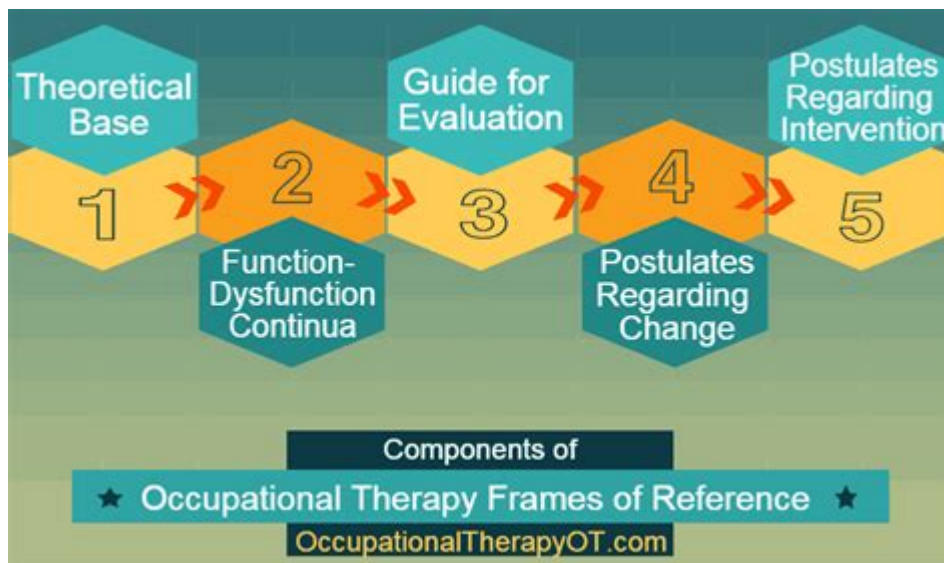 Theoretical
Base
1
2
Function-
Dysfunction
Continua
Guide for
Evaluation
3
4
Postulates
Regarding
Change
Postulates
Regarding
Intervention
5
Components of
Occupational Therapy Frames of Reference
OccupationalTherapyOT.com